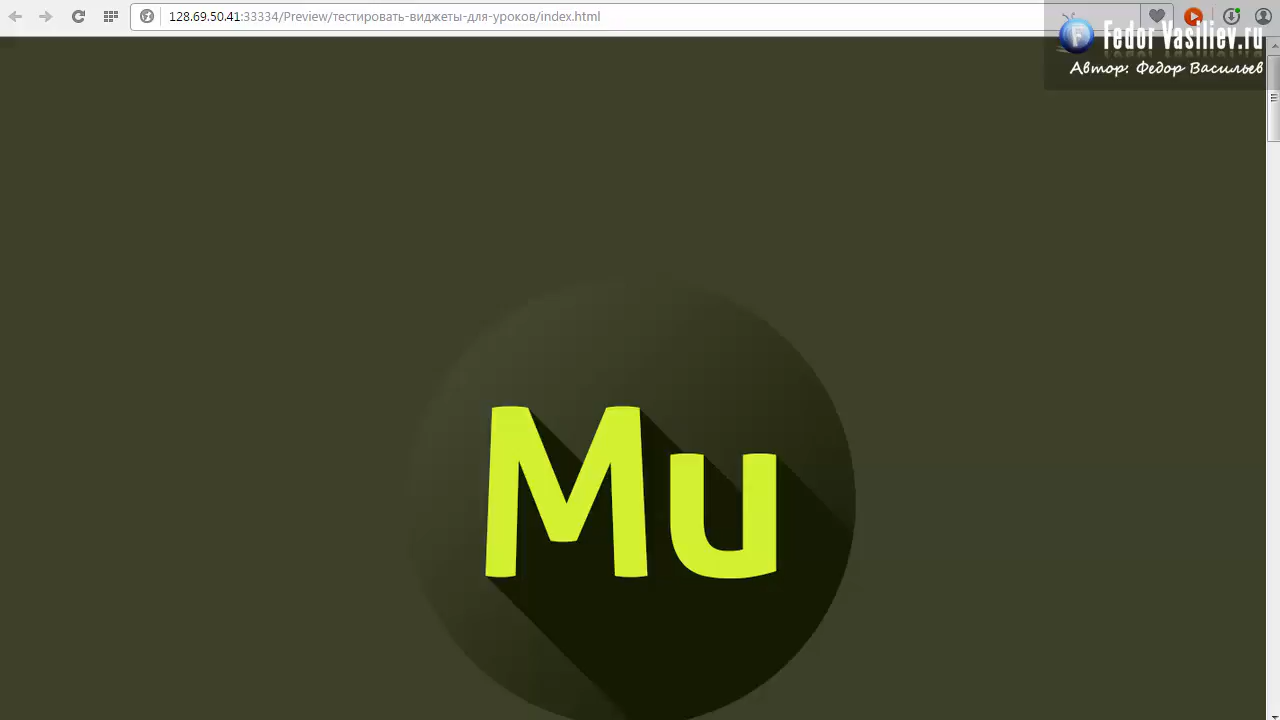 128.69.50.41:33334/Preview/тестировать-виджеты-для-уроков/index.html
Fedor Vasiliev.ru
Автор: Федор Васильев
Mu